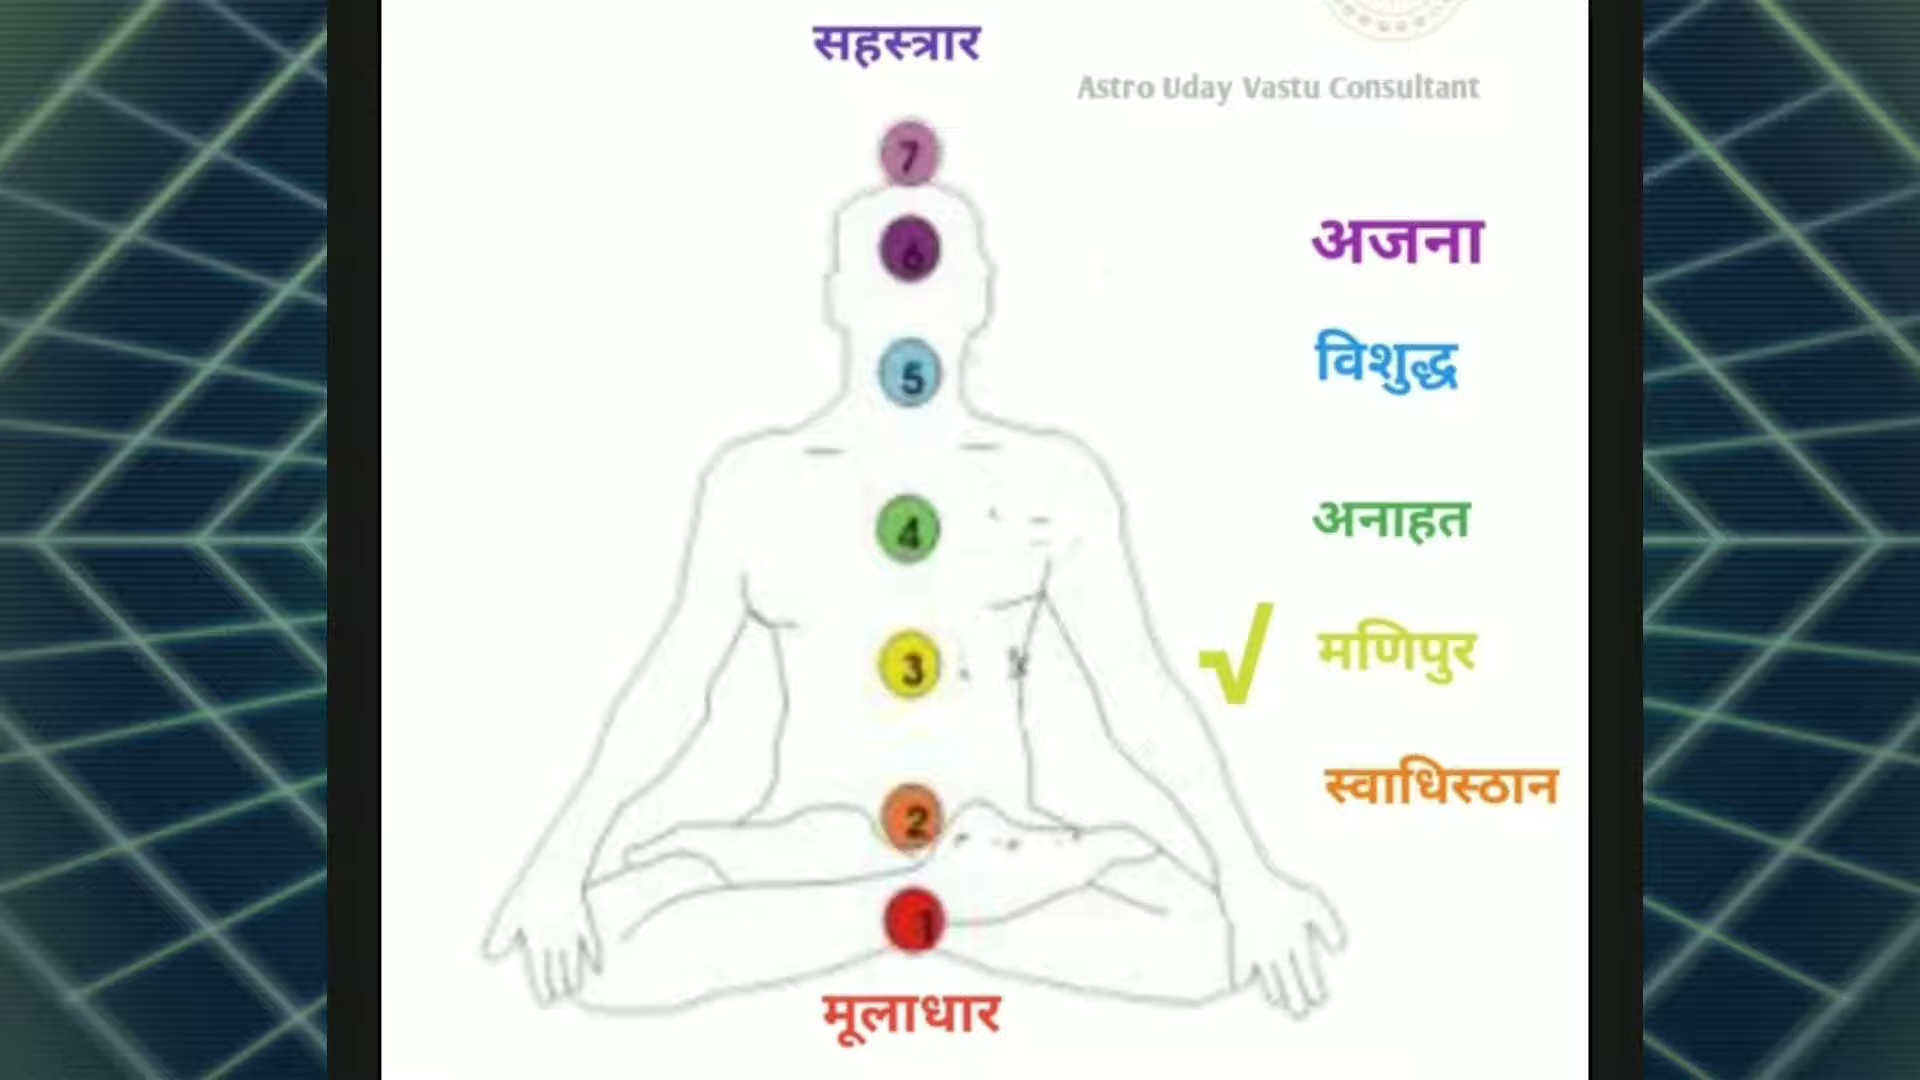 सहस्त्रार
Astro Uday Vastu Consultant
7
6
अजना
5
विशुद्ध
4
अनाहत
3
√ मणिपुर
2
स्वाधिस्ठान
1
मूलाधार